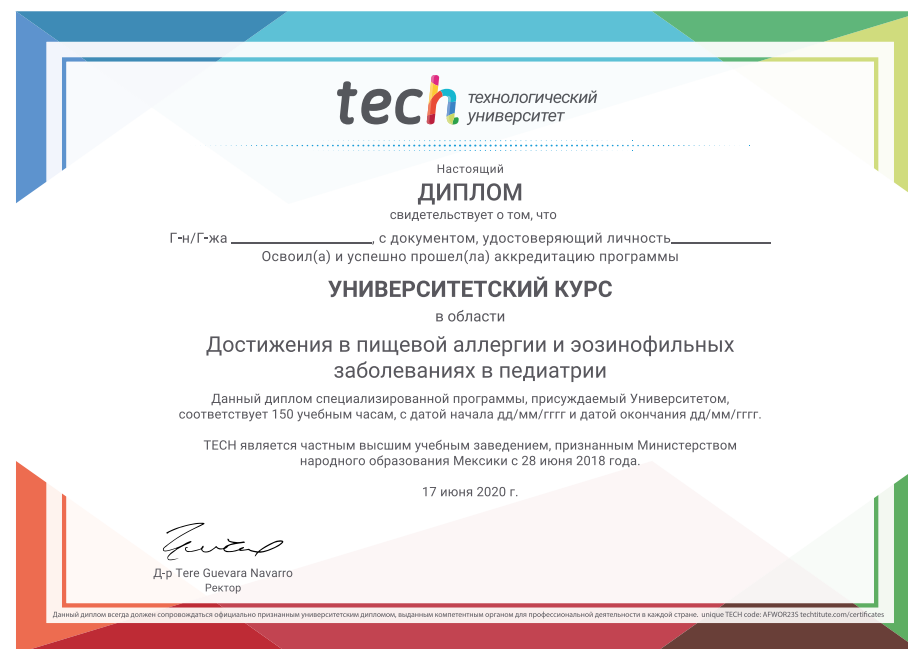 tech технологический
университет
Настоящий
ДИПЛОМ
свидетельствует о том, что
Г-н/Г-жа ________________, с документом, удостоверяющий личность___________
Освоил(а) и успешно прошел(ла) аккредитацию программы
УНИВЕРСИТЕТСКИЙ КУРС
в области
Достижения в пищевой аллергии и эозинофильных
заболеваниях в педиатрии
Данный диплом специализированной программы, присуждаемый Университетом,
соответствует 150 учебным часам, с датой начала дд/мм/гггг и датой окончания дд/мм/гггг.
TECH является частным высшим учебным заведением, признанным Министерством
народного образования Мексики с 28 июня 2018 года.
17 июня 2020 г.
Д-р Tere Guevara Navarro
Ректор
Данный диплом всегда должен сопровождаться официально признанным университетским дипломом, выданным компетентным органом для профессиональной деятельности в каждой стране. unique TECH code: AFWOR23S techtitute.com/certificates